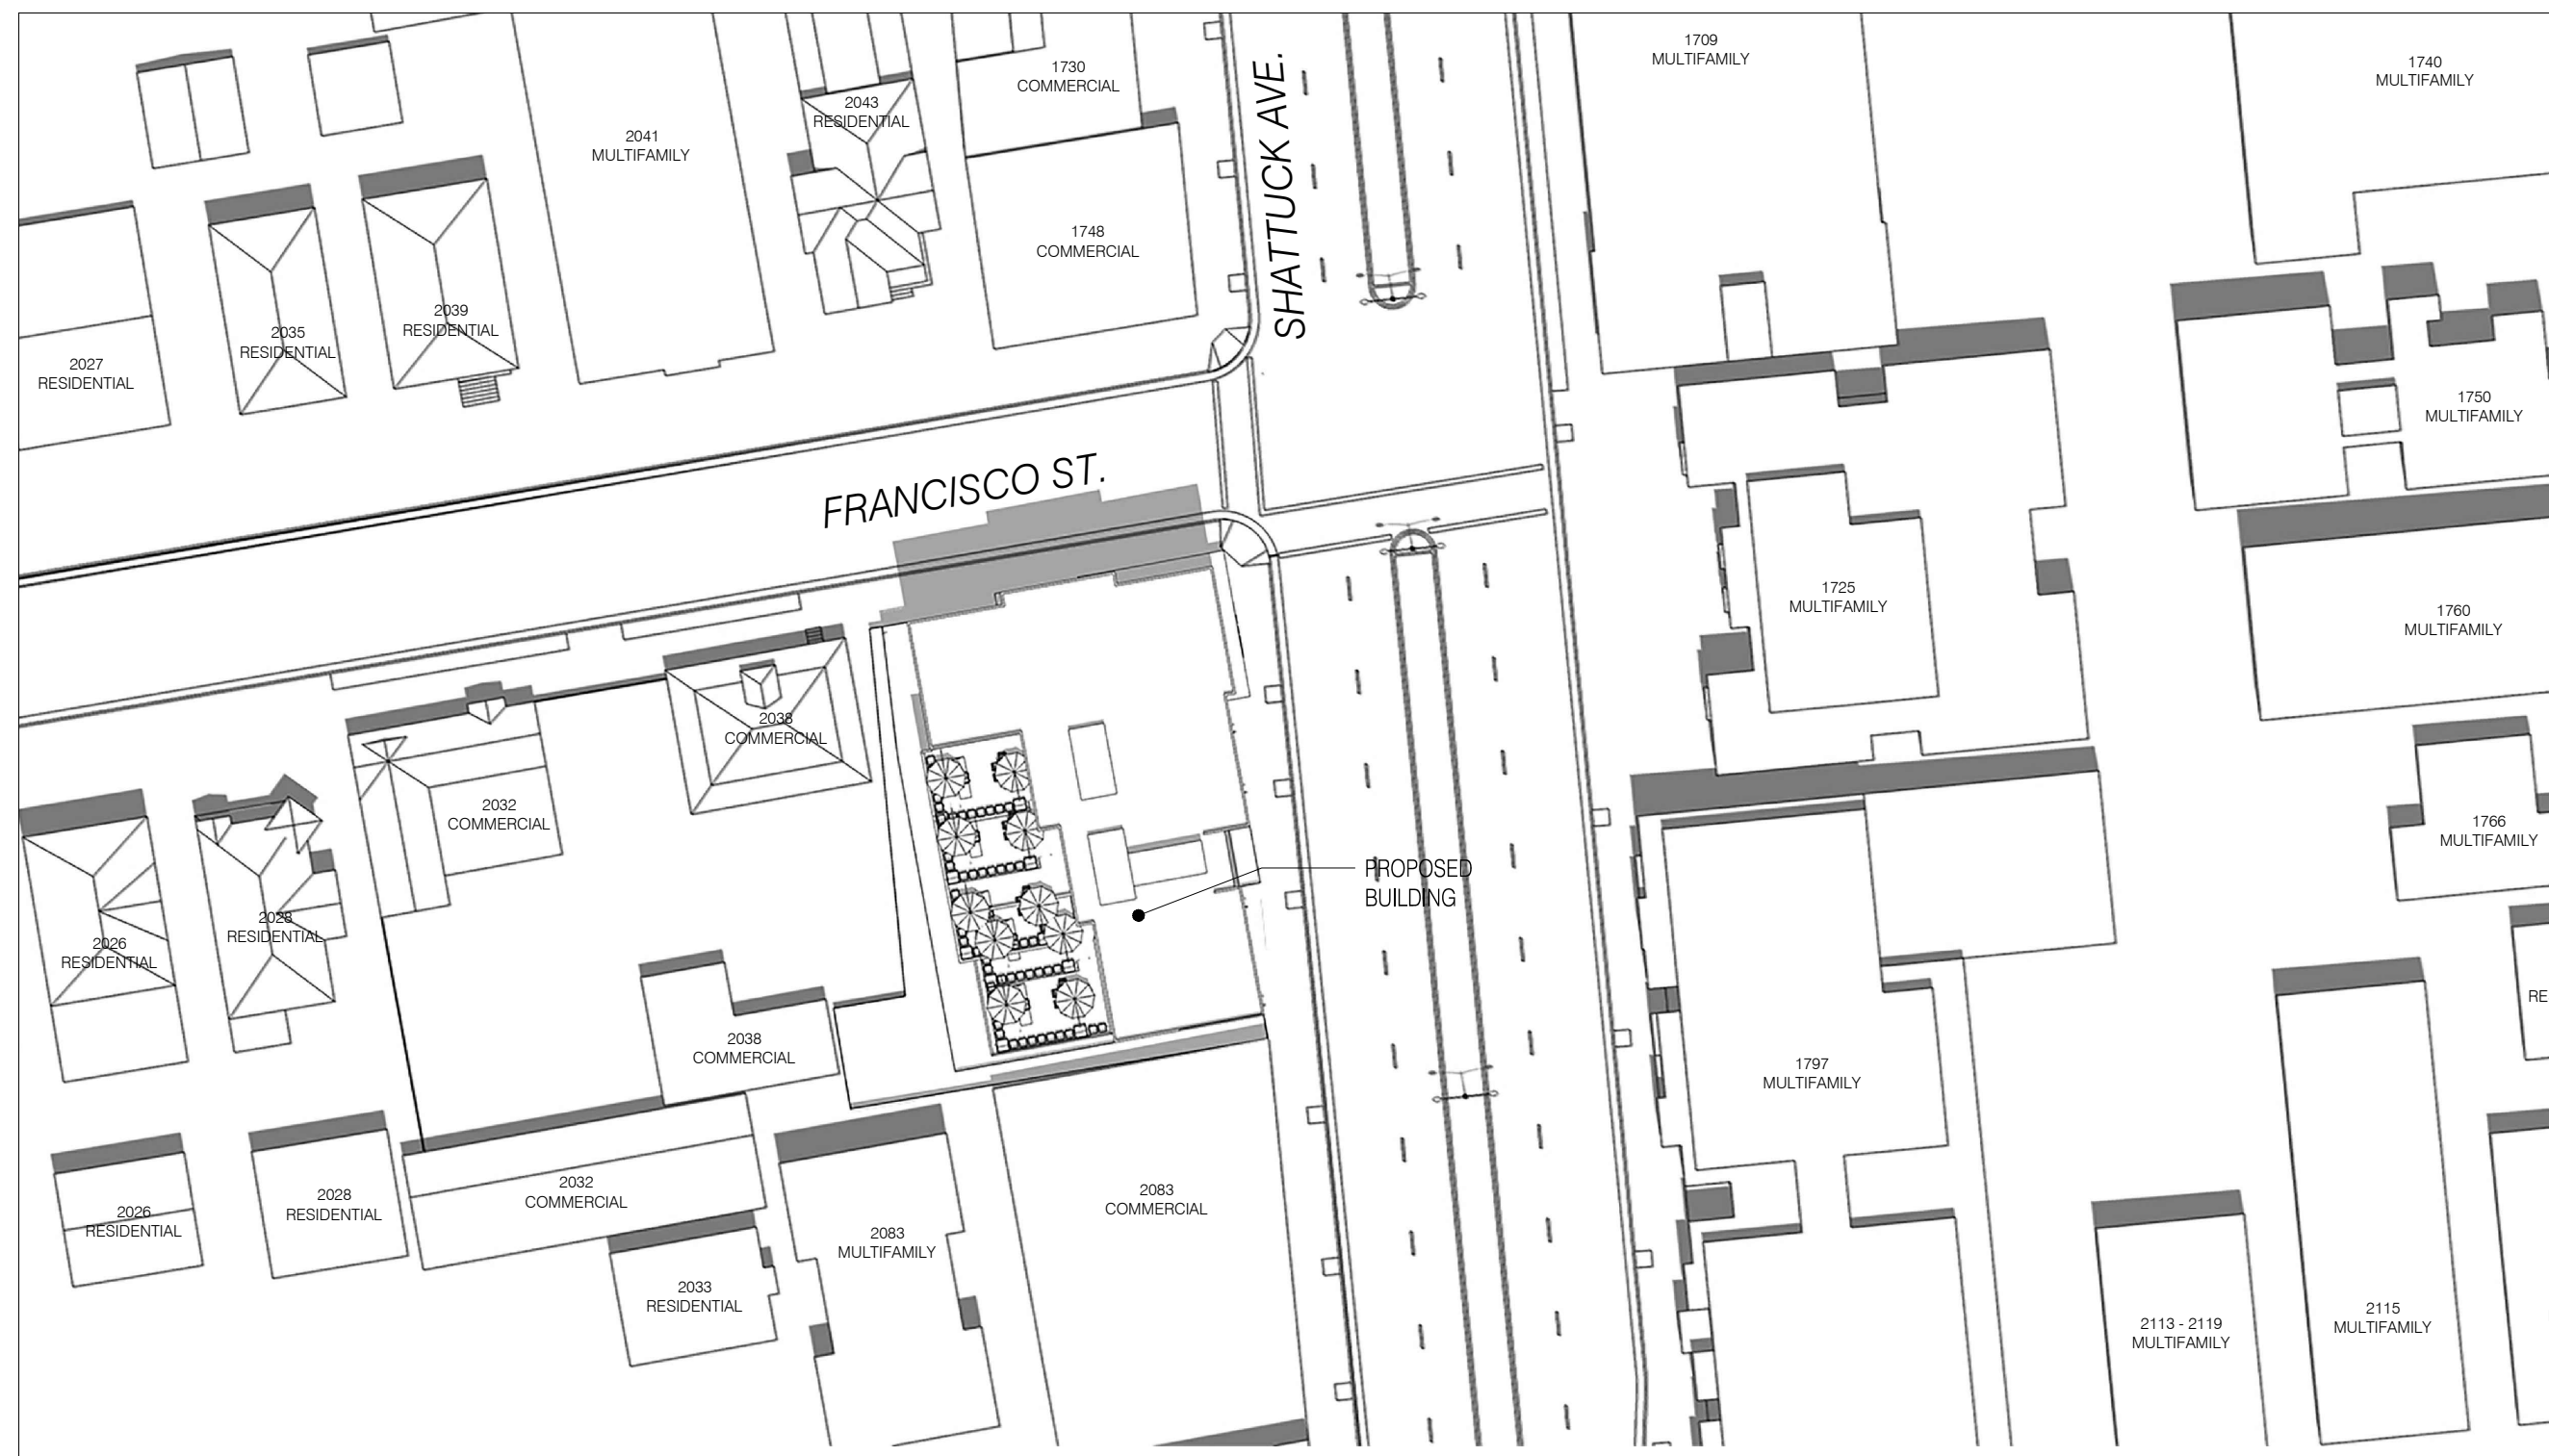 1709
MULTIFAMILY
1740
MULTIFAMILY
1730
COMMERCIAL
2043
RESIDENTIAL
2041
MULTIFAMILY
SHATTUCK AVE.
1748
COMMERCIAL
2039
RESIDENTIAL
2035
RESIDENTIAL
2027
RESIDENTIAL
1750
MULTIFAMILY
FRANCISCO ST.
1725
MULTIFAMILY
1760
MULTIFAMILY
2038
COMMERCIAL
2032
COMMERCIAL
1766
MULTIFAMILY
PROPOSED
BUILDING
2028
RESIDENTIAL
2026
RESIDENTIAL
RE
2038
COMMERCIAL
1797
MULTIFAMILY
2032
COMMERCIAL
2083
COMMERCIAL
2028
RESIDENTIAL
2026
RESIDENTIAL
2083
MULTIFAMILY
2033
RESIDENTIAL
2115
MULTIFAMILY
2113 - 2119
MULTIFAMILY